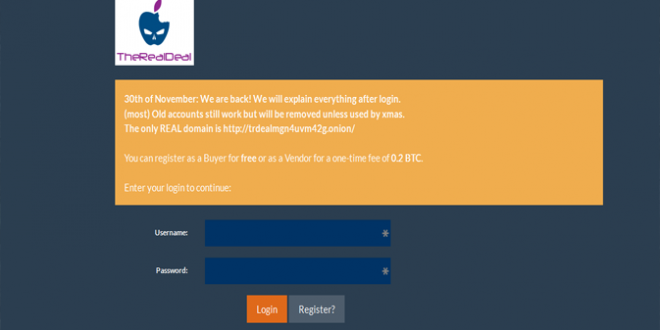 TheRealDeal
30th of November: We are back! We will explain everything after login.
(most) Old accounts still work but will be removed unless used by xmas.
The only REAL domain is http://trdealmgn4uvm42g.onion/
You can register as a Buyer for free or as a Vendor for a one-time fee of 0.2 BTC.
Enter your login to continue:
Username:
Password:
Login Register?